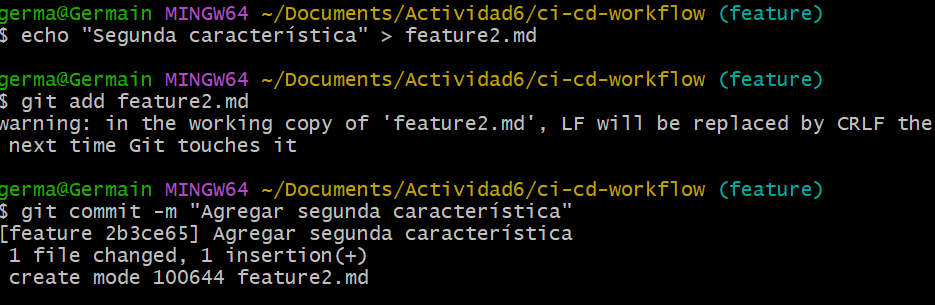 germa@Germain MINGW64 ~/Documents/Actividad6/ci-cd-workflow (feature)
$ echo "Segunda característica" > feature2.md
germa@Germain MINGW64 ~/Documents/Actividad6/ci-cd-workflow (feature)
$ git add feature2.md
warning: in the working copy of 'feature2.md', LF will be replaced by CRLF the
next time Git touches it
germa@Germain MINGW64 ~/Documents/Actividad6/ci-cd-workflow (feature)
$ git commit -m "Agregar segunda característica"
[feature 2b3ce65] Agregar segunda característica
1 file changed, 1 insertion(+)
create mode 100644 feature2.md